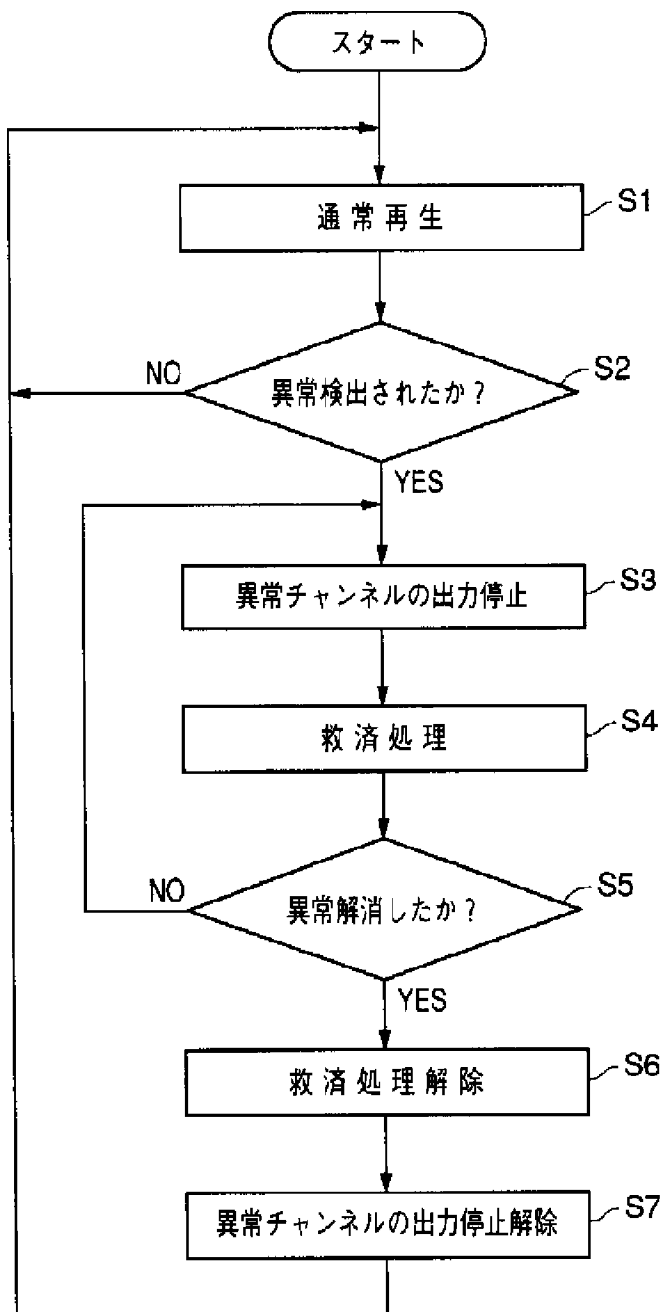 スタート
通常再生
S1
異常検出されたか?
S2
NO
YES
異常チャンネルの出力停止
S3
救済処理
S4
異常解消したか?
S5
NO
YES
救済処理解除
S6
異常チャンネルの出力停止解除
S7